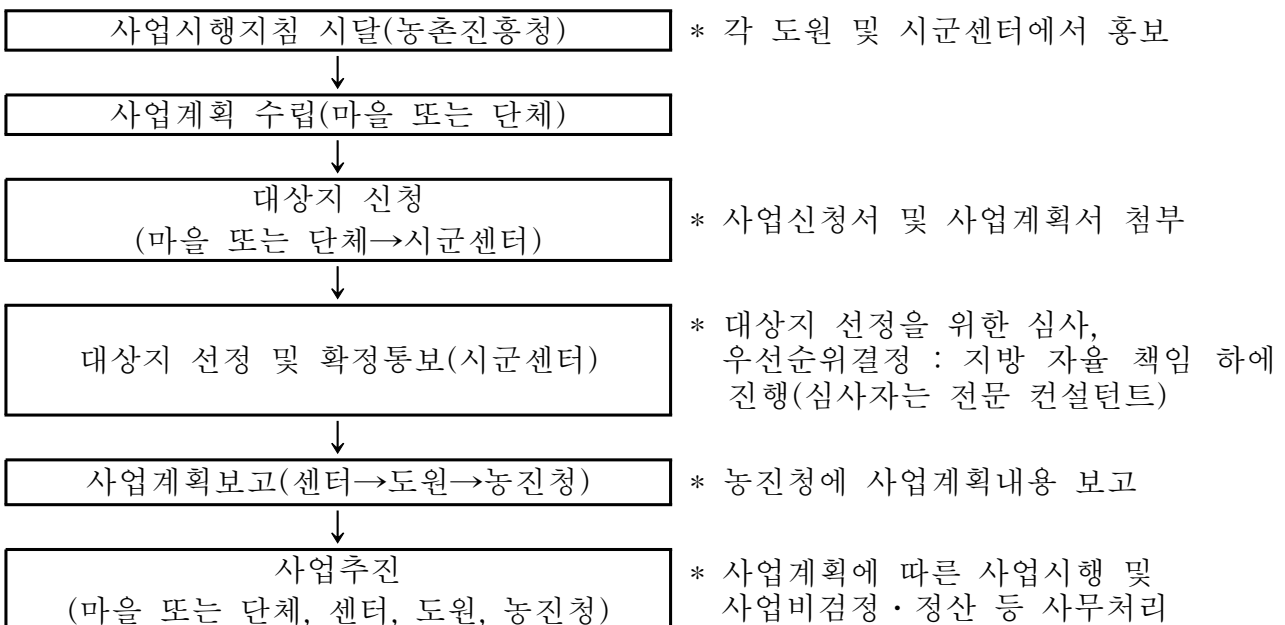 사업시행지침 시달(농촌진흥청) * 각 도원 및 시군센터에서 홍보
↓
사업계획 수립(마을 또는 단체)
↓
대상지 신청
(마을 또는 단체→시군센터)
* 사업신청서 및 사업계획서 첨부
↓
대상지 선정 및 확정통보(시군센터)
* 대상지 선정을 위한 심사,
우선순위결정 : 지방 자율 책임 하에
진행(심사자는 전문 컨설턴트)
↓
사업계획보고(센터→도원→농진청) * 농진청에 사업계획내용 보고
↓
사업추진
(마을 또는 단체, 센터, 도원, 농진청)
* 사업계획에 따른 사업시행 및
사업비검정·정산 등 사무처리